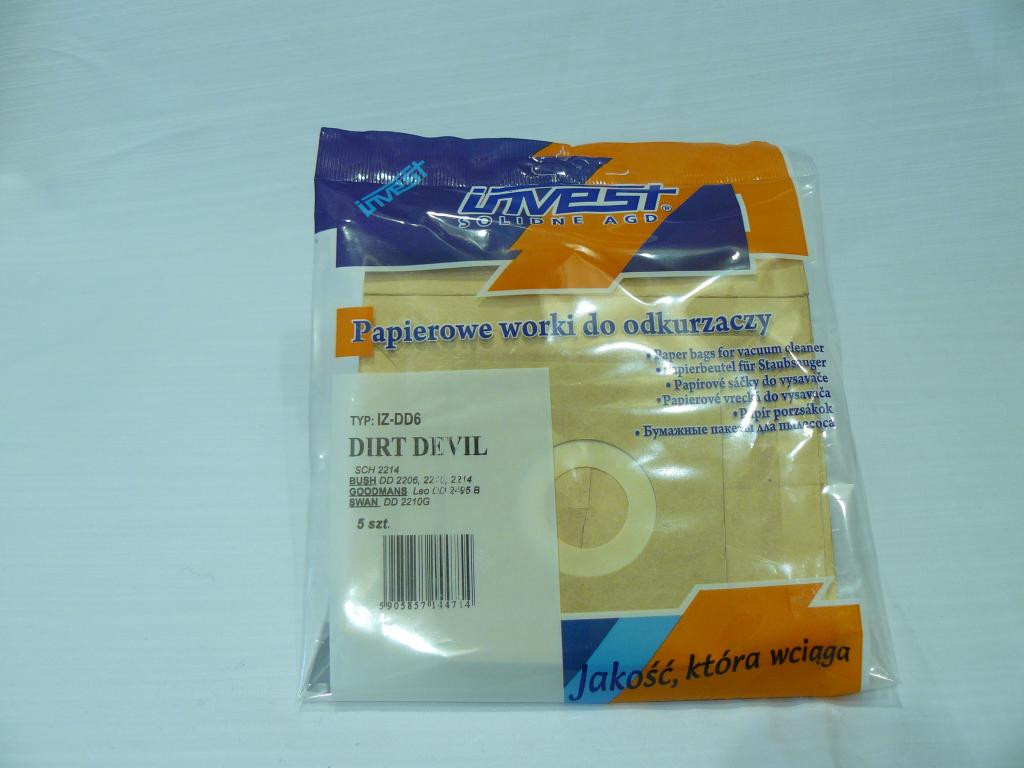 invest
invest®
SOLIDNE AGD
Papierowe worki do odkurzaczy
• Paper bags for vacuum cleaner
• Papierbeutel für Staubsauger
• Papírové sáčky do vysavače
• Papierové vrecká do vysavača
• Papír porzsákok
• Бумажные пакеты для пылесоса
TYP: IZ-DD6
DIRT DEVIL
SCH 2214
BUSH DD 2206, 2214
GOODMANS Leo DD 2495 B
SWAN DD 2210G
5 szt.
5905857144714
Jakość, która wciąga